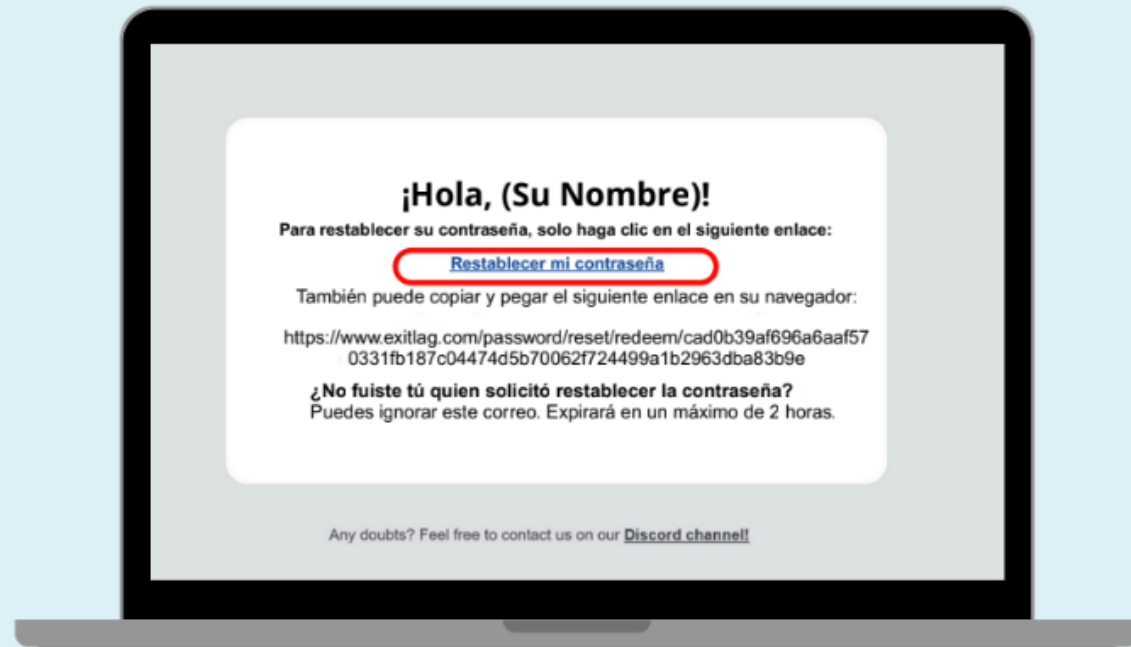 ¡Hola, (Su Nombre)!
Para restablecer su contraseña, solo haga clic en el siguiente enlace:
Restablecer mi contraseña
También puede copiar y pegar el siguiente enlace en su navegador:
https://www.exitlag.com/password/reset/redeem/cad0b39af696a6aaf57
0331fb187c04474d5b70062f724499a1b2963dba83b9e
¿No fuiste tú quien solicitó restablecer la contraseña?
Puedes ignorar este correo. Expirará en un máximo de 2 horas.
Any doubts? Feel free to contact us on our Discord channel!